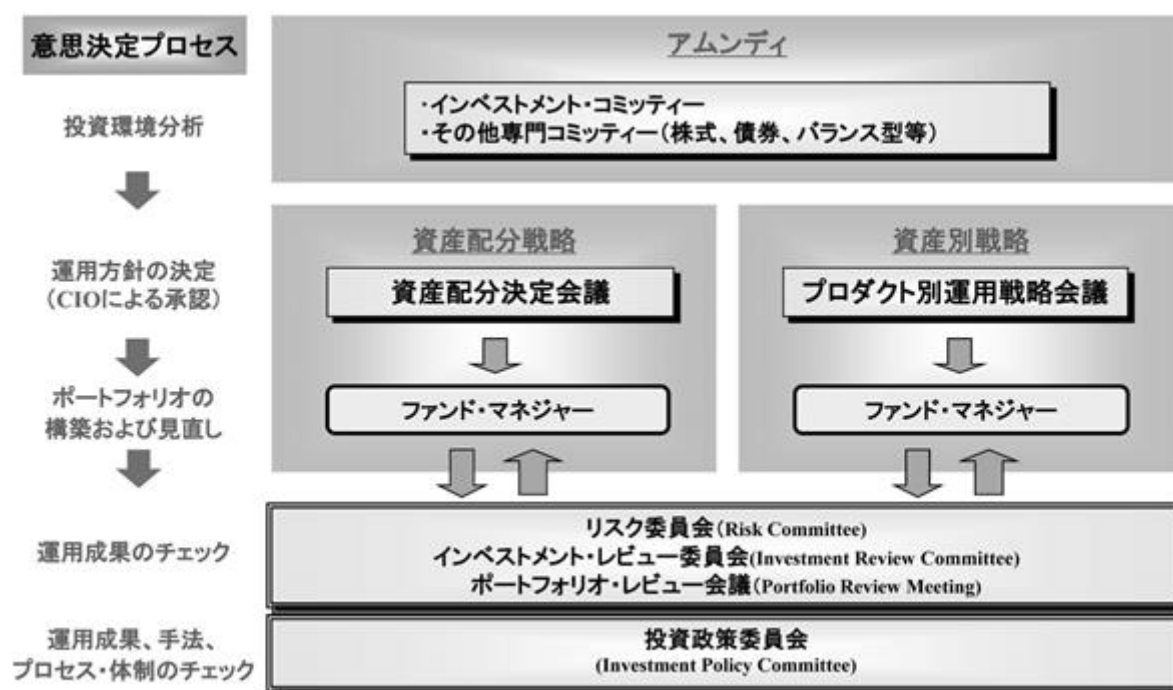 意思決定プロセス
アムンディ
投資環境分析
・インベストメント・コミッティー
・その他専門コミッティー（株式、債券、バランス型等）
運用方針の決定
（CIOによる承認）
資産配分戦略
資産配分決定会議
資産別戦略
プロダクト別運用戦略会議
ポートフォリオの
構築および見直し
ファンド・マネジャー
ファンド・マネジャー
運用成果のチェック
リスク委員会（Risk Committee）
インベストメント・レビュー委員会(Investment Review Committee)
ポートフォリオ・レビュー会議（Portfolio Review Meeting)
運用成果、手法、
プロセス・体制のチェック
投資政策委員会
(Investment Policy Committee)